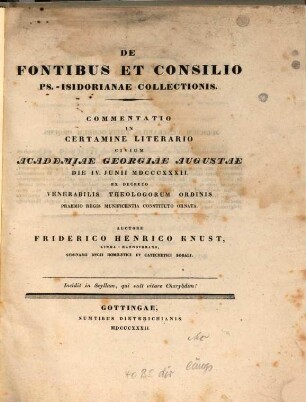 DE
FONTIBUS ET CONSILIO
PS.-ISIDORIANAE COLLECTIONIS.
COMMENTATIO
IN
CERTAMINE LITERARIO
CIVIUM
ACADEMIAE GEORGIAE AUGUSTAE
DIE IV. JUNII MDCCCXXXII.
EX DECRETO
VENERABILIS THEOLOGORUM ORDINIS
PRAEMIO REGIS MUNIFICENTIA CONSTITUTO ORNATA
AUCTORE
FRIDERICO HENRICO KNUST,
SEMINARII REGII HOMILETICI ET CATECHETICI SODALI.
Incidit in Scyllam, qui vult vitare Charybdim!
GOTTINGAE,
SUMTIBUS DIETERICHIANIS
MDCCCXXXII.